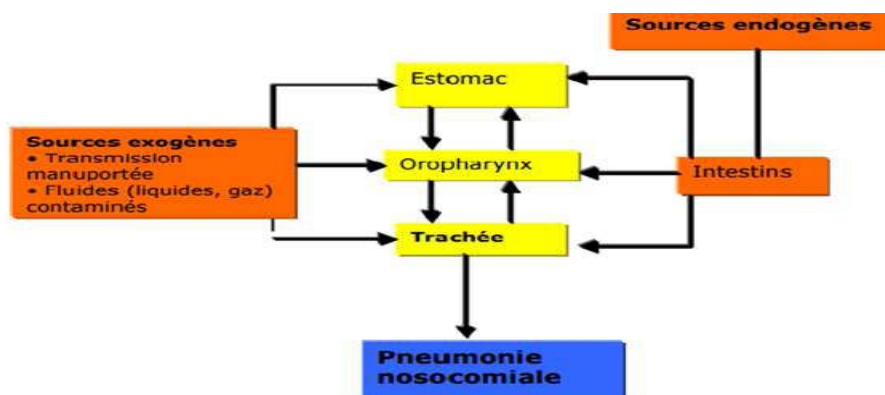 Sources endogènes
Estomac
Sources exogènes
• Transmission
manuportée
• Fluides (liquides, gaz)
contaminés
Oropharynx
Intestins
Trachée
Pneumonie
nosocomiale